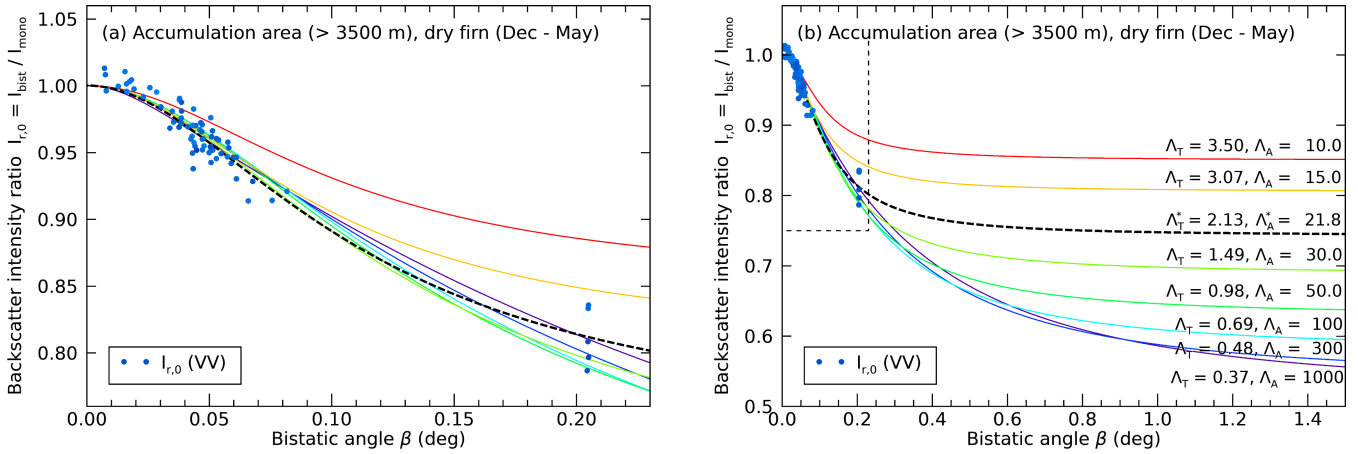 (a) Accumulation area (> 3500 m), dry firn (Dec - May)
Backscatter intensity ratio I_r,0 = I_bist / I_mono
1.05
1.00
0.95
0.90
0.85
0.80
I_r,0 (VV)
0.00 0.05 0.10 0.15 0.20
Bistatic angle β (deg)
(b) Accumulation area (> 3500 m), dry firn (Dec - May)
Backscatter intensity ratio I_r,0 = I_bist / I_mono
1.0
0.9
0.8
0.7
0.6
0.5
Λ_T = 3.50, Λ_A = 10.0
Λ_T = 3.07, Λ_A = 15.0
Λ*_T = 2.13, Λ*_A = 21.8
Λ_T = 1.49, Λ_A = 30.0
Λ_T = 0.98, Λ_A = 50.0
Λ_T = 0.69, Λ_A = 100
Λ_T = 0.48, Λ_A = 300
Λ_T = 0.37, Λ_A = 1000
I_r,0 (VV)
0.0 0.2 0.4 0.6 0.8 1.0 1.2 1.4
Bistatic angle β (deg)